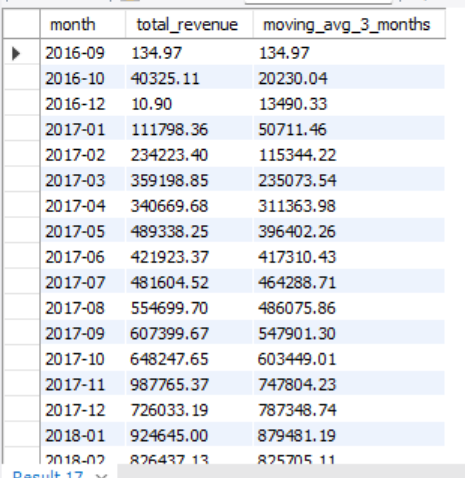 month total_revenue moving_avg_3_months
2016-09 134.97 134.97
2016-10 40325.11 20230.04
2016-12 10.90 13490.33
2017-01 111798.36 50711.46
2017-02 234223.40 115344.22
2017-03 359198.85 235073.54
2017-04 340669.68 311363.98
2017-05 489338.25 396402.26
2017-06 421923.37 417310.43
2017-07 481604.52 464288.71
2017-08 554699.70 486075.86
2017-09 607399.67 547901.30
2017-10 648247.65 603449.01
2017-11 987765.37 747804.23
2017-12 726033.19 787348.74
2018-01 924645.00 879481.19
2018-02 826437.13 825705.11
Result 17